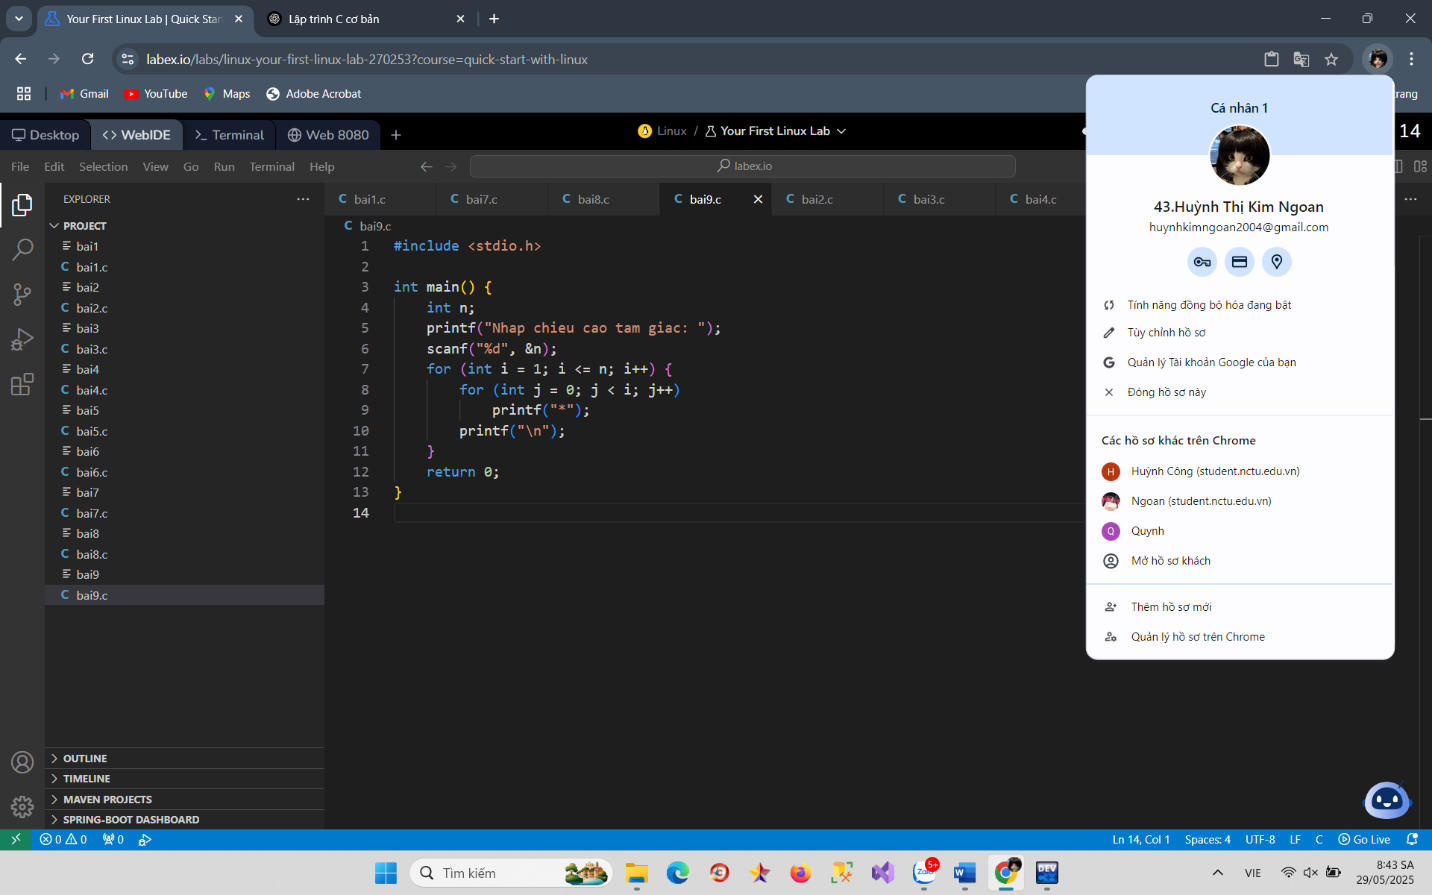 Your First Linux Lab | Quick Star
Lập trình C cơ bản
labex.io/labs/linux-your-first-linux-lab-270253?course=quick-start-with-linux
Gmail
YouTube
Maps
Adobe Acrobat
trang
Desktop
WebIDE
Terminal
Web 8080
Linux / Your First Linux Lab
14
File Edit Selection View Go Run Terminal Help
labex.io
EXPLORER
PROJECT
bai1
bai1.c
bai2
bai2.c
bai3
bai3.c
bai4
bai4.c
bai5
bai5.c
bai6
bai6.c
bai7
bai7.c
bai8
bai8.c
bai9
bai9.c
OUTLINE
TIMELINE
MAVEN PROJECTS
SPRING-BOOT DASHBOARD
C bai1.c
C bai7.c
C bai8.c
C bai9.c
C bai2.c
C bai3.c
C bai4.c
C bai9.c
1 #include <stdio.h>
2
3 int main() {
4 int n;
5 printf("Nhap chieu cao tam giac: ");
6 scanf("%d", &n);
7 for (int i = 1; i <= n; i++) {
8 for (int j = 0; j < i; j++)
9 printf("*");
10 printf("\n");
11 }
12 return 0;
13 }
14
Cá nhân 1
43.Huỳnh Thị Kim Ngoan
huynhkimngoan2004@gmail.com
Tính năng đồng bộ hóa đang bật
Tùy chỉnh hồ sơ
Quản lý Tài khoản Google của bạn
Đóng hồ sơ này
Các hồ sơ khác trên Chrome
H Huỳnh Công (student.nctu.edu.vn)
Ngoan (student.nctu.edu.vn)
Q Quynh
Mở hồ sơ khách
Thêm hồ sơ mới
Quản lý hồ sơ trên Chrome
0 0 0
Ln 14, Col 1 Spaces: 4 UTF-8 LF C Go Live
Tìm kiếm
Zalo 5+
W
DEV
VIE
8:43 SA
29/05/2025